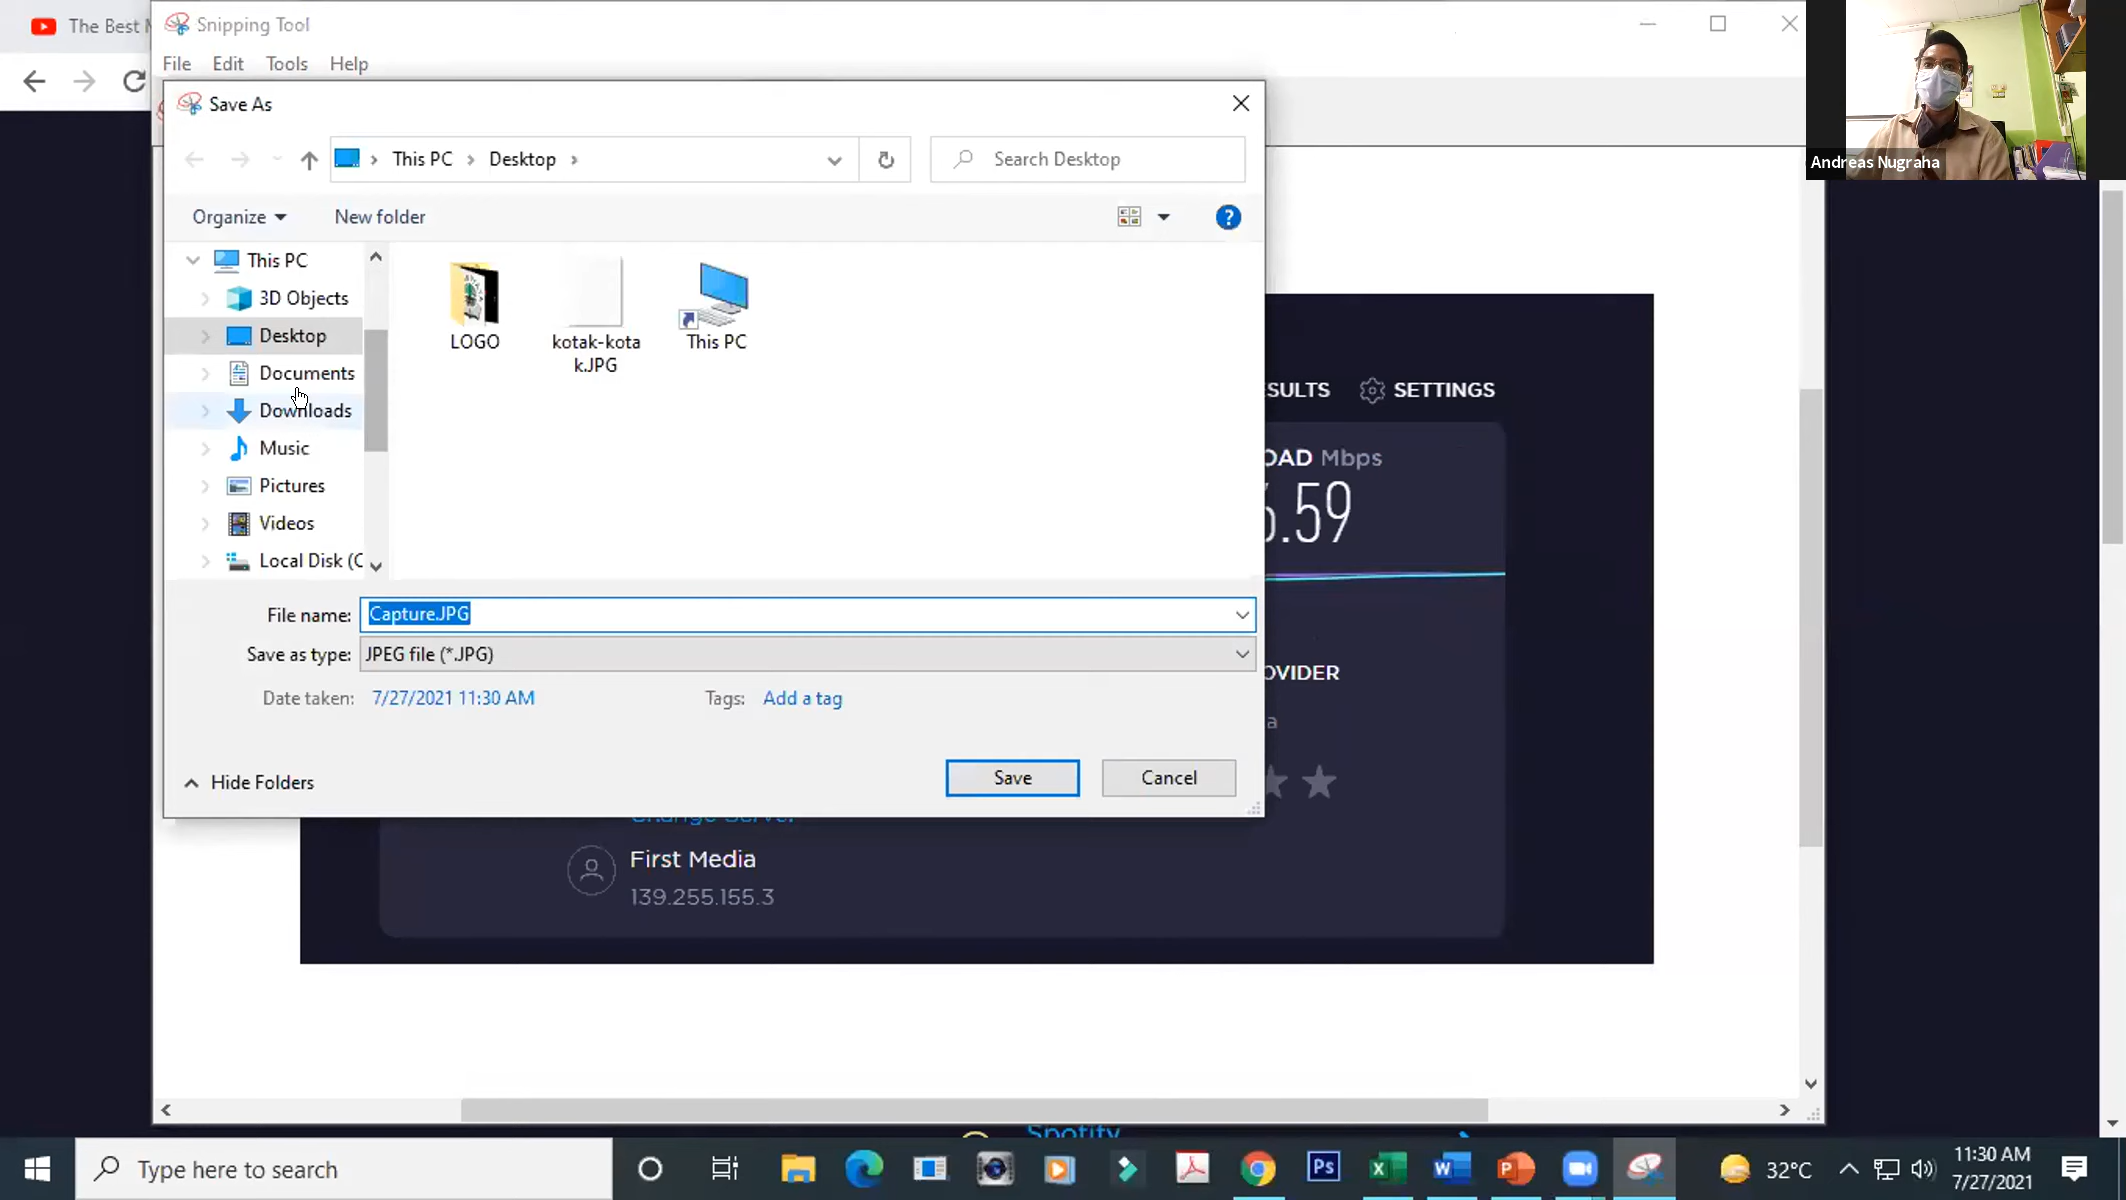 The Best
Snipping Tool
File Edit Tools Help
Save As
This PC Desktop
Search Desktop
Andreas Nugraha
Organize New folder
This PC
3D Objects
Desktop
Documents
Downloads
Music
Pictures
Videos
Local Disk (C
LOGO
kotak-kota
k.JPG
This PC
SULTS SETTINGS
OAD Mbps
.59
File name: Capture.JPG
Save as type: JPEG file (*.JPG)
OVIDER
Date taken: 7/27/2021 11:30 AM Tags: Add a tag
a
Hide Folders
Save Cancel
Change Server
First Media
139.255.155.3
Spotify
Type here to search
Ps
32°C
11:30 AM
7/27/2021